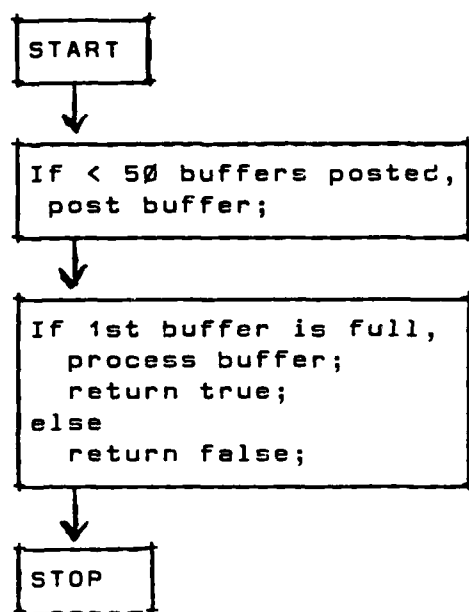 START
If < 5Ø buffers posted,
post buffer;
If 1st buffer is full,
process buffer;
return true;
else
return false;
STOP